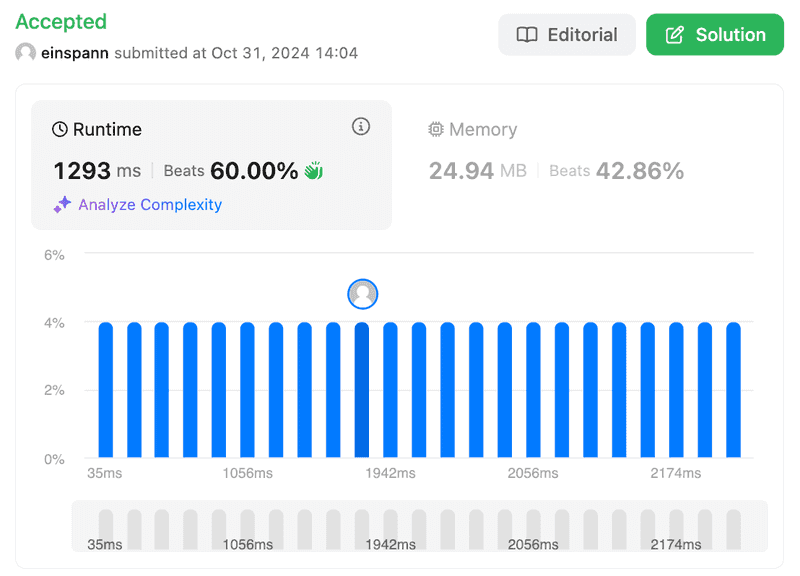 Accepted
einspann submitted at Oct 31, 2024 14:04
Editorial
Solution
Runtime
1293 ms | Beats 60.00%
Analyze Complexity
Memory
24.94 MB | Beats 42.86%
6%
4%
2%
0%
35ms 1056ms 1942ms 2056ms 2174ms
35ms 1056ms 1942ms 2056ms 2174ms